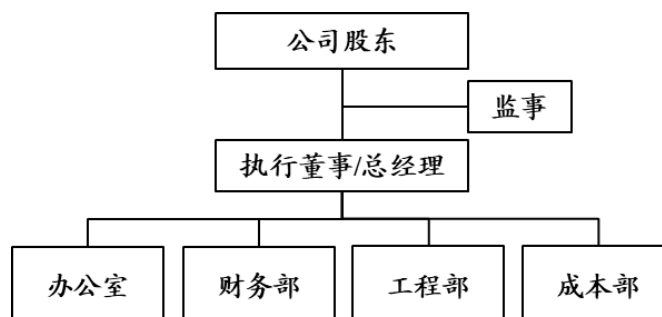 公司股东
监事
执行董事/总经理
办公室
财务部
工程部
成本部